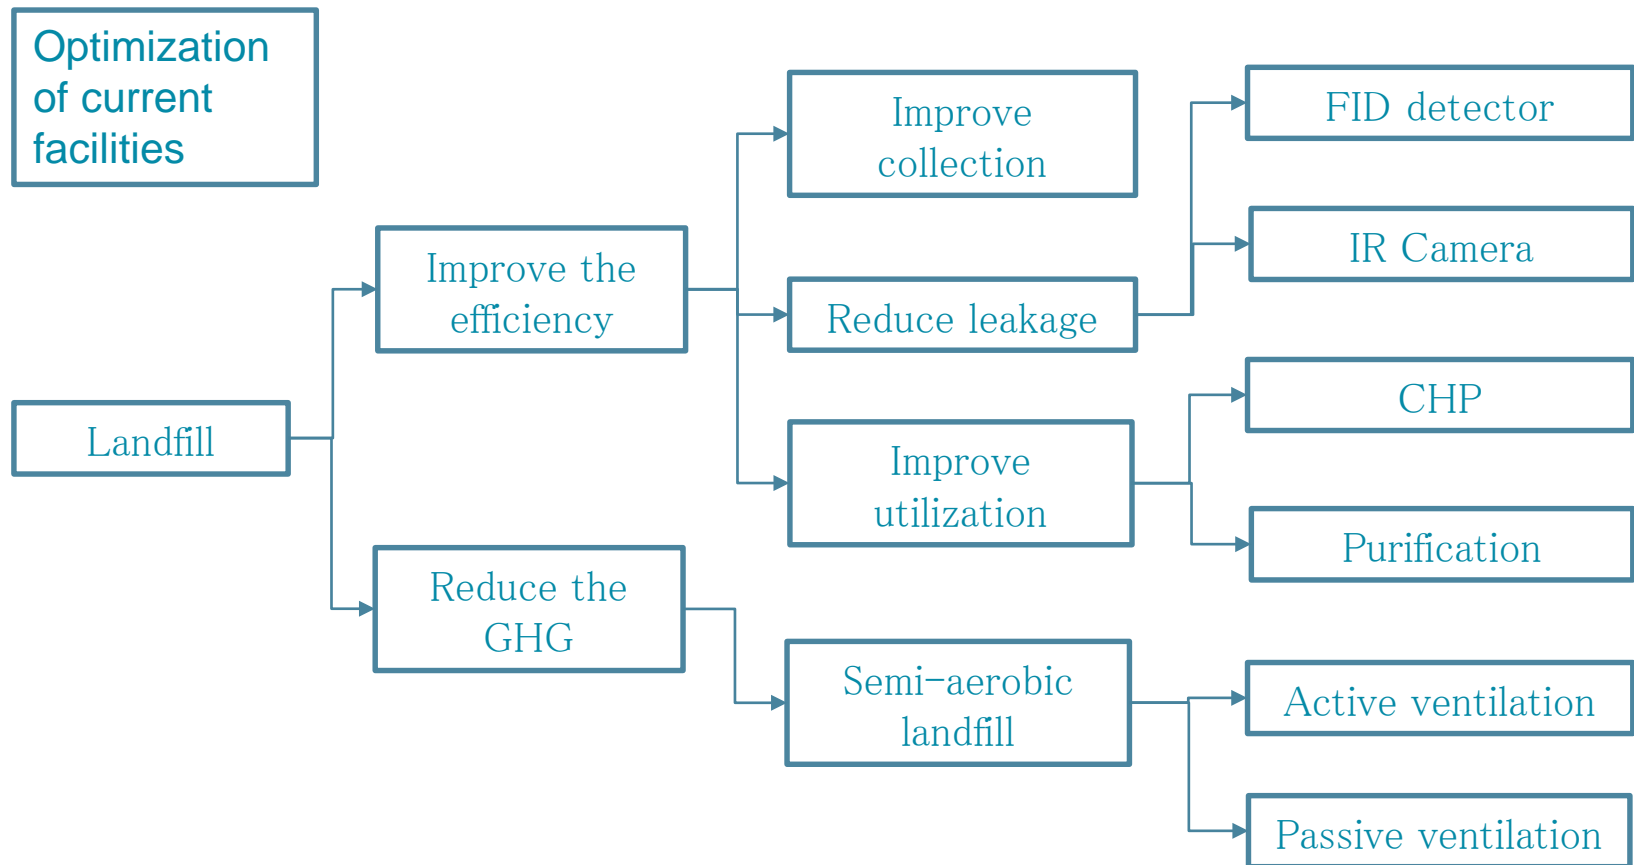 Optimization
of current
facilities
Landfill
Improve the
efficiency
Reduce the
GHG
Improve
collection
Reduce leakage
Improve
utilization
Semi-aerobic
landfill
FID detector
IR Camera
CHP
Purification
Active ventilation
Passive ventilation